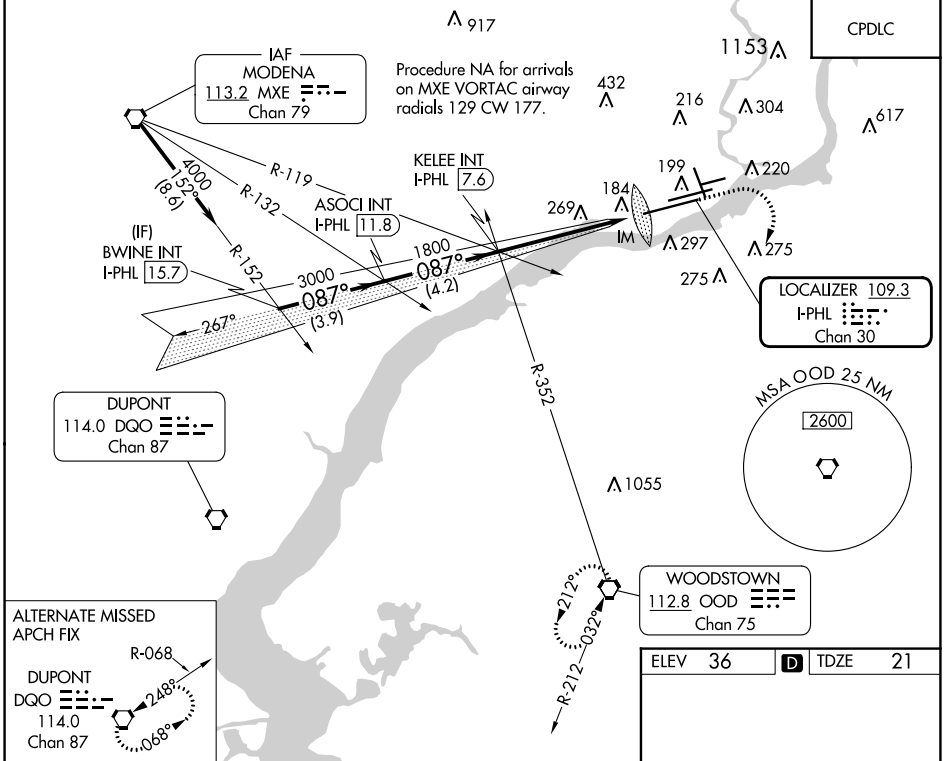 917
CPDLC
IAF
MODENA
113.2 MXE
Chan 79
Procedure NA for arrivals
on MXE VORTAC airway
radials 129 CW 177.
1153
432
216
304
617
4000
152°
(8.6)
R-119
R-132
R-152
KELEE INT
I-PHL 7.6
ASOCI INT
I-PHL 11.8
199
220
184
269
IM
297
275
275
(IF)
BWINE INT
I-PHL 15.7
3000
1800
087°
(3.9)
087°
(4.2)
267°
LOCALIZER 109.3
I-PHL
Chan 30
R-352
MSA OOD 25 NM
2600
DUPONT
114.0 DQO
Chan 87
1055
WOODSTOWN
112.8 OOD
Chan 75
212°
032°
R-212
ALTERNATE MISSED
APCH FIX
R-068
DUPONT
DQO
114.0
Chan 87
248°
068°
ELEV 36 D TDZE 21